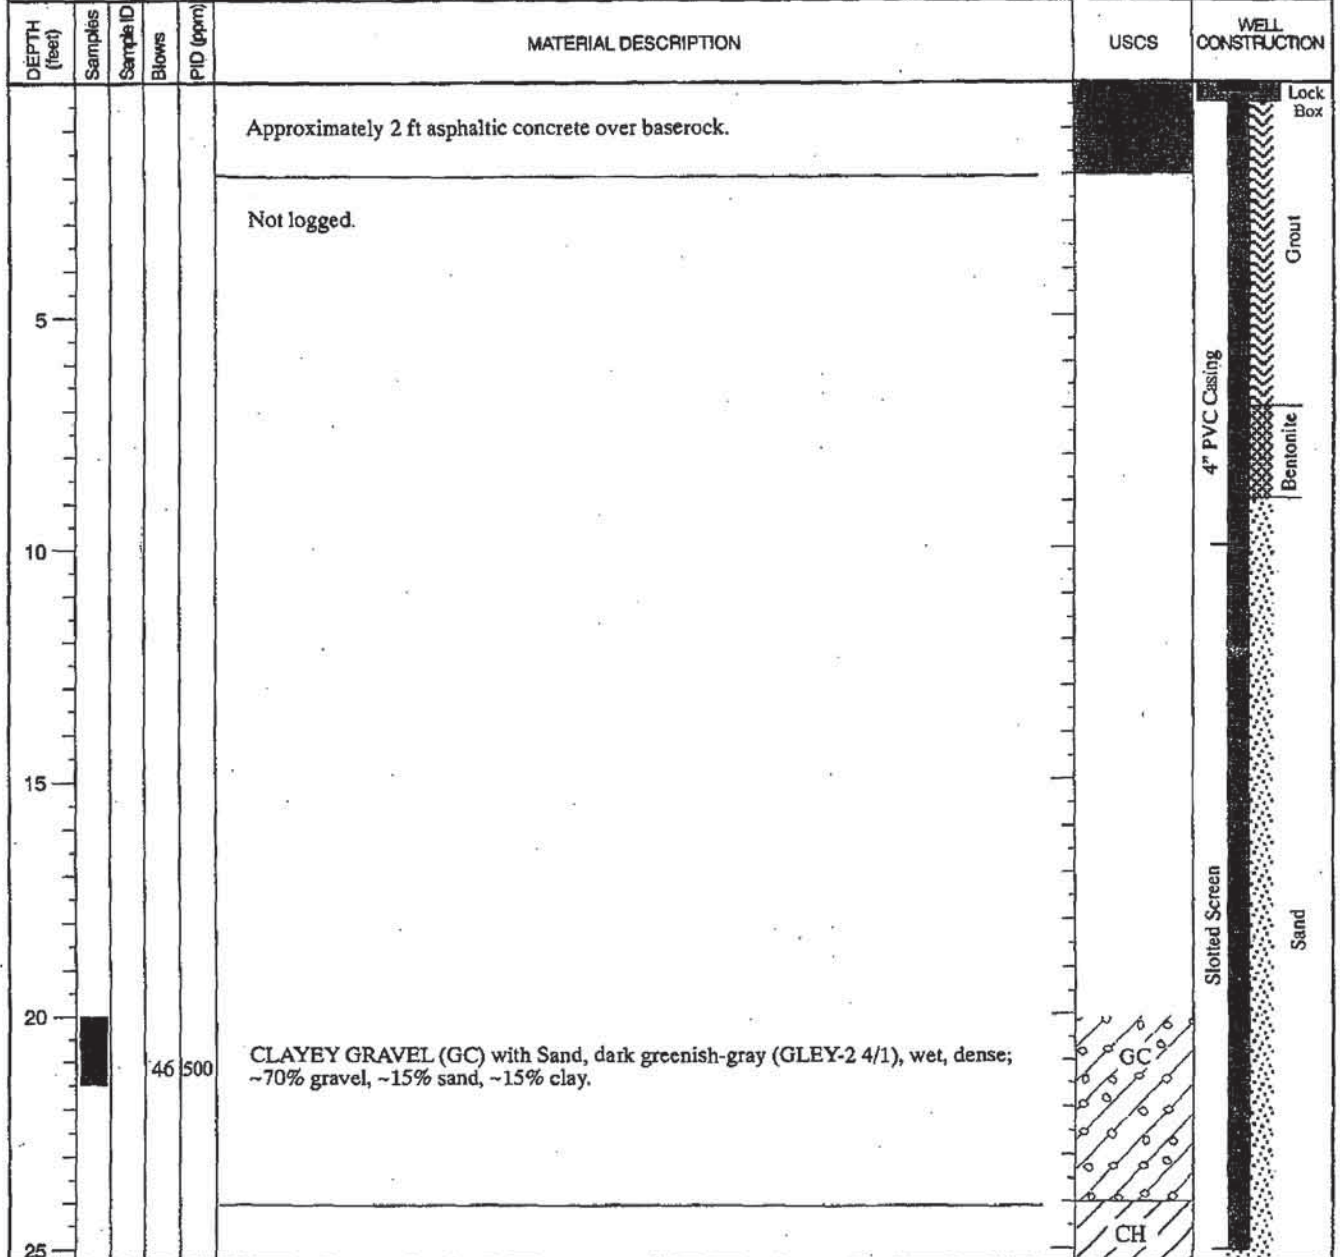 DEPTH
(feet)
Samples
Sample ID
Blows
PID (ppm)
MATERIAL DESCRIPTION
USCS
WELL
CONSTRUCTION
Lock
Box
Approximately 2 ft asphaltic concrete over baserock.
Not logged.
Grout
5
4" PVC Casing
Bentonite
10
15
Slotted Screen
Sand
20
46
500
CLAYEY GRAVEL (GC) with Sand, dark greenish-gray (GLEY-2 4/1), wet, dense;
~70% gravel, ~15% sand, ~15% clay.
GC
CH
25